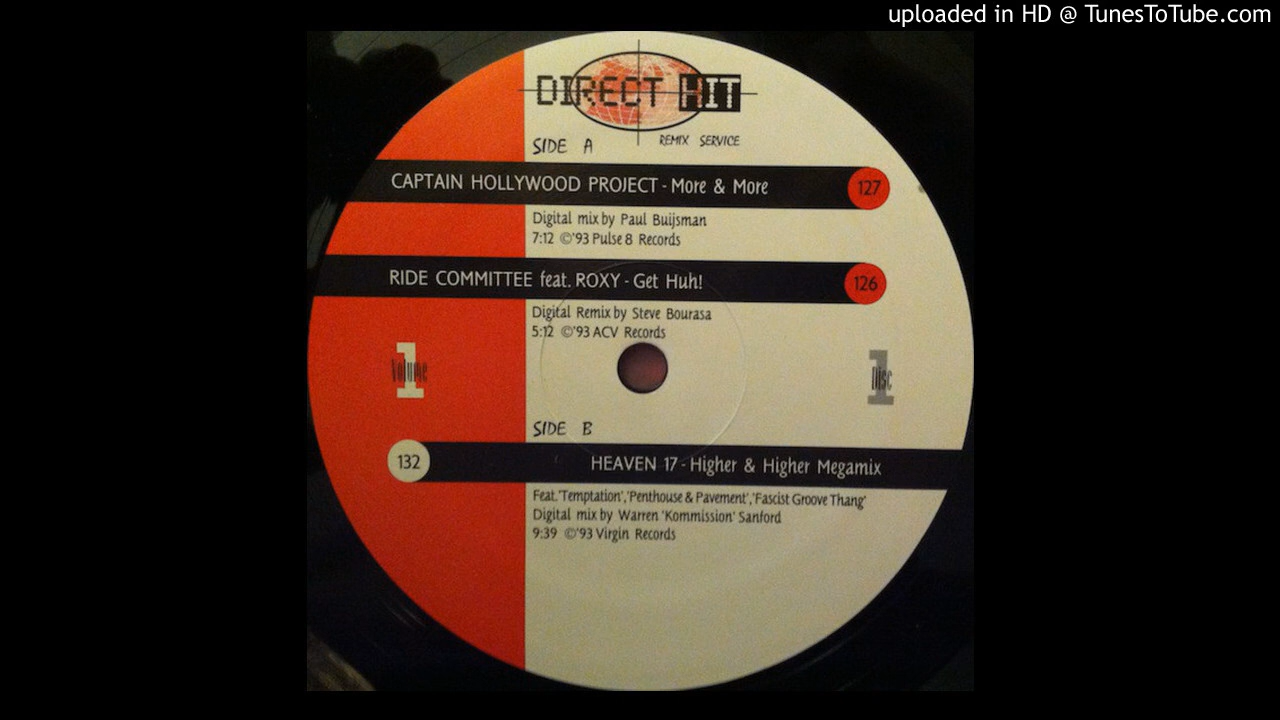 uploaded in HD @ TunesToTube.com
DIRECT HIT
REMIX SERVICE
SIDE A
CAPTAIN HOLLYWOOD PROJECT - More & More 127
Digital mix by Paul Buijsman
7:12 ©'93 Pulse 8 Records
RIDE COMMITTEE feat. ROXY - Get Huh! 126
Digital Remix by Steve Bourasa
5:12 ©'93 ACV Records
Volume 1
Disc 1
SIDE B
132 HEAVEN 17 - Higher & Higher Megamix
Feat. 'Temptation', 'Penthouse & Pavement', 'Fascist Groove Thang'
Digital mix by Warren 'Kommission' Sanford
9:39 ©'93 Virgin Records